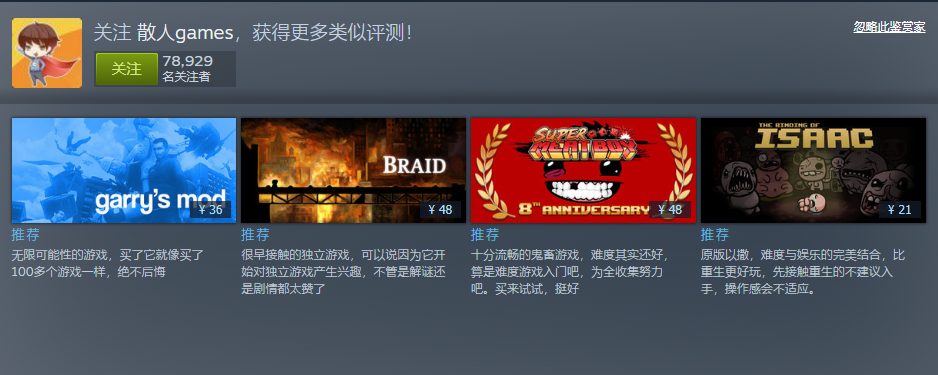 关注 散人games，获得更多类似评测！
忽略此鉴赏家
关注
78,929
名关注者
garry's mod
¥ 36
BRAID
¥ 48
SUPER
MEAT BOY
8TH ANNIVERSARY
¥ 48
THE BINDING OF
ISAAC
¥ 21
推荐
无限可能性的游戏，买了它就像买了
100多个游戏一样，绝不后悔
推荐
很早接触的独立游戏，可以说因为它开
始对独立游戏产生兴趣，不管是解谜还
是剧情都太赞了
推荐
十分流畅的鬼畜游戏，难度其实还好，
算是难度游戏入门吧，为全收集努力
吧。买来试试，挺好
推荐
原版以撒，难度与娱乐的完美结合，比
重生更好玩，先接触重生的不建议入
手，操作感会不适应。